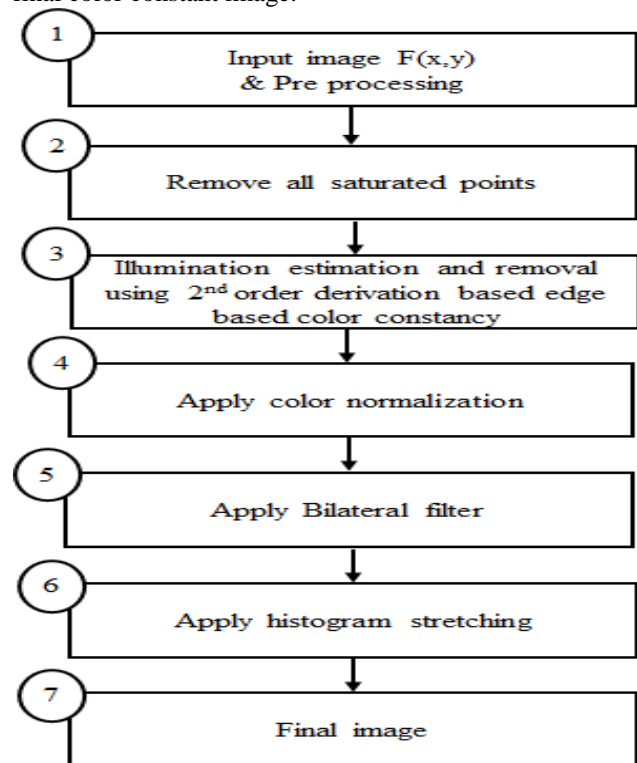 final color constant image.
1
Input image F(x,y)
& Pre processing
2
Remove all saturated points
3
Illumination estimation and removal
using 2nd order derivation based edge
based color constancy
4
Apply color normalization
5
Apply Bilateral filter
6
Apply histogram stretching
7
Final image